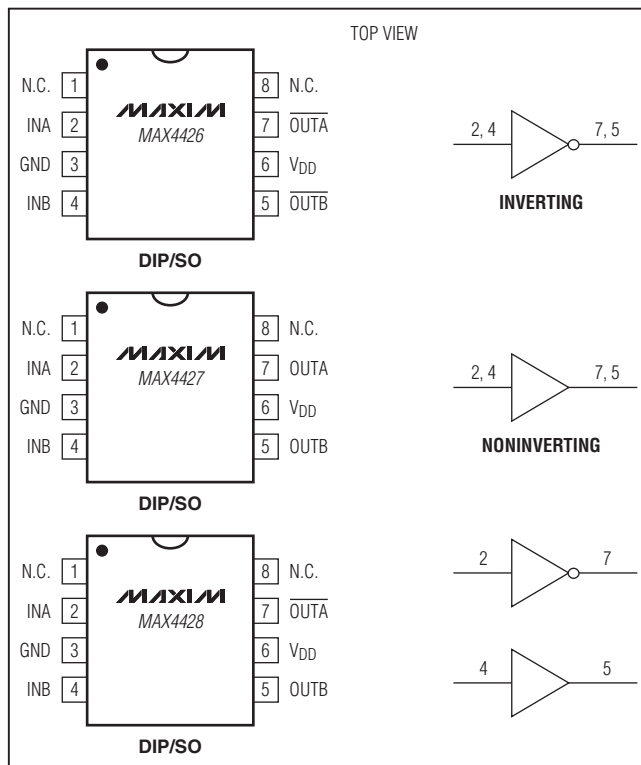 TOP VIEW
N.C. 1 8 N.C.
INA 2 MAXIM 7 O̅U̅T̅A̅
MAX4426
GND 3 6 VDD
INB 4 5 O̅U̅T̅B̅
DIP/SO
2, 4 7, 5
INVERTING
N.C. 1 8 N.C.
INA 2 MAXIM 7 OUTA
MAX4427
GND 3 6 VDD
INB 4 5 OUTB
DIP/SO
2, 4 7, 5
NONINVERTING
N.C. 1 8 N.C.
INA 2 MAXIM 7 O̅U̅T̅A̅
MAX4428
GND 3 6 VDD
INB 4 5 OUTB
DIP/SO
2 7
4 5